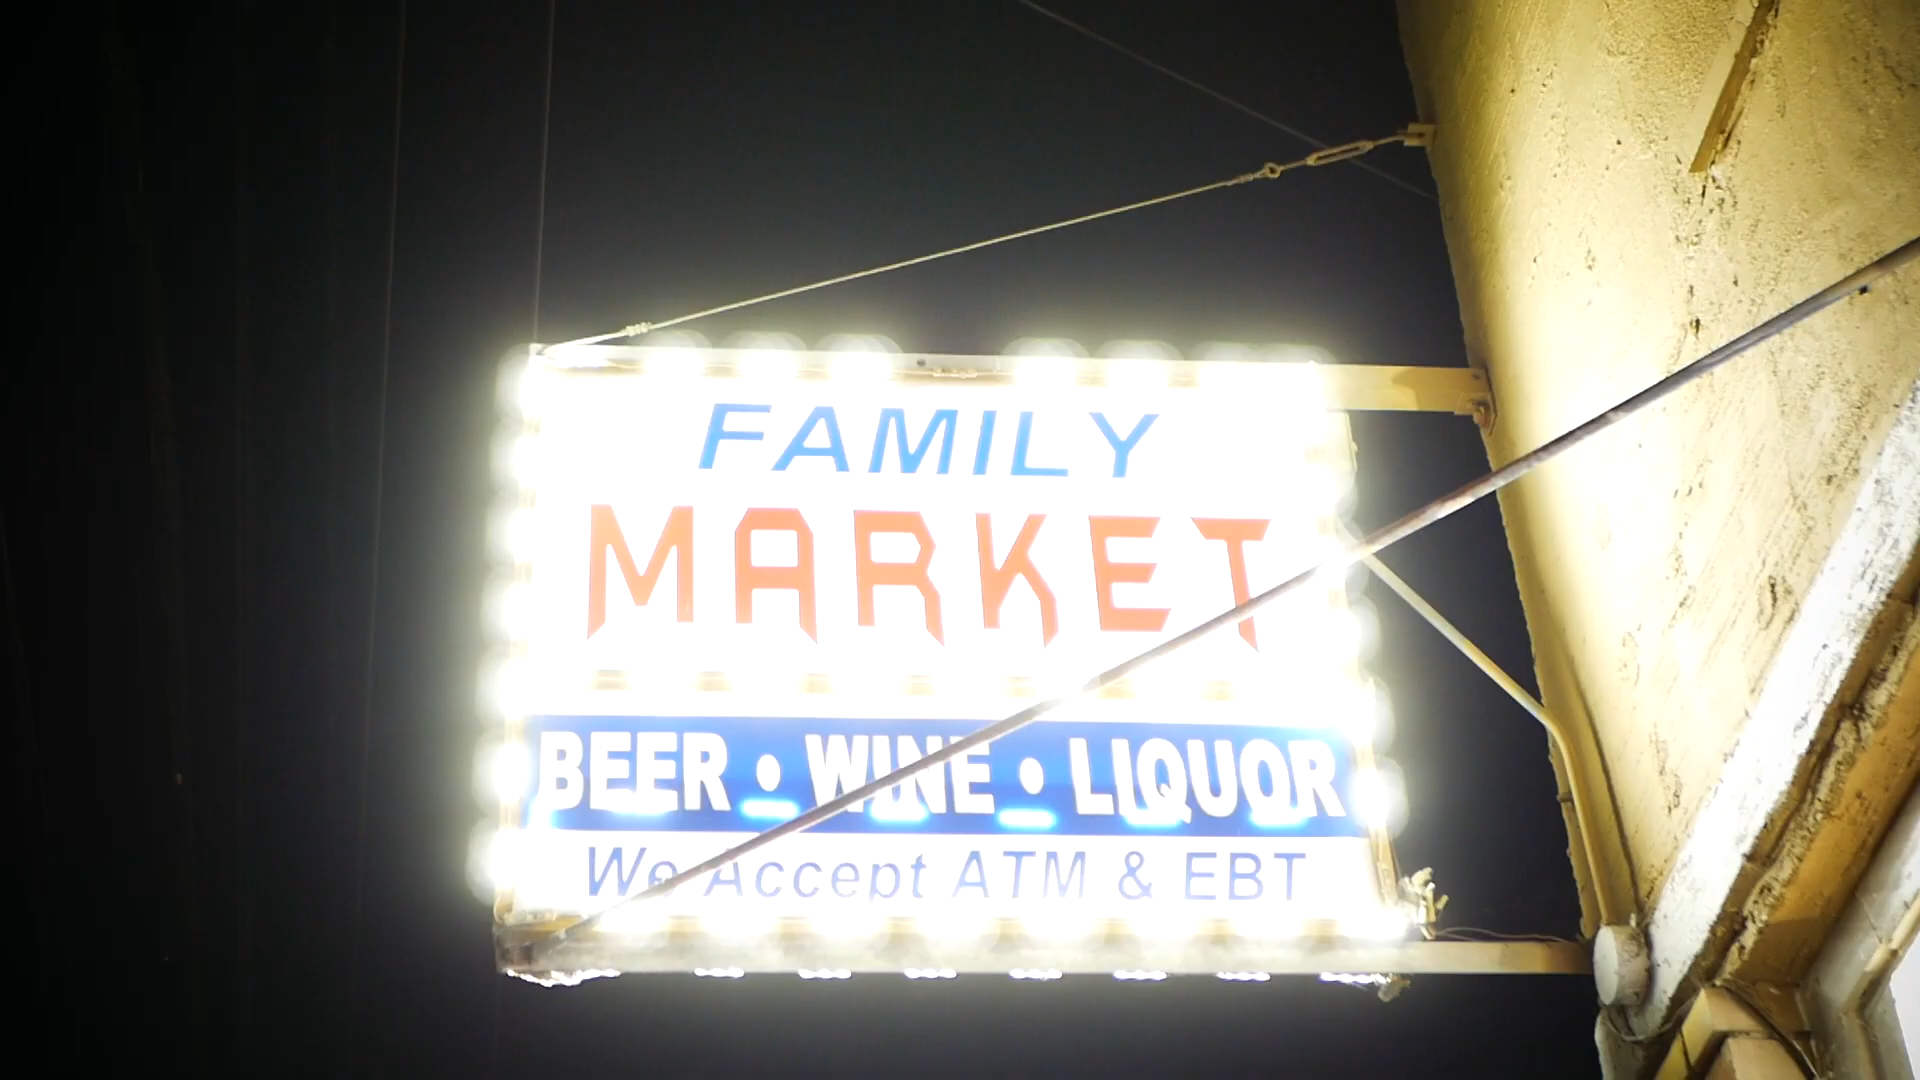 FAMILY
MARKET
BEER • WINE • LIQUOR
We Accept ATM & EBT